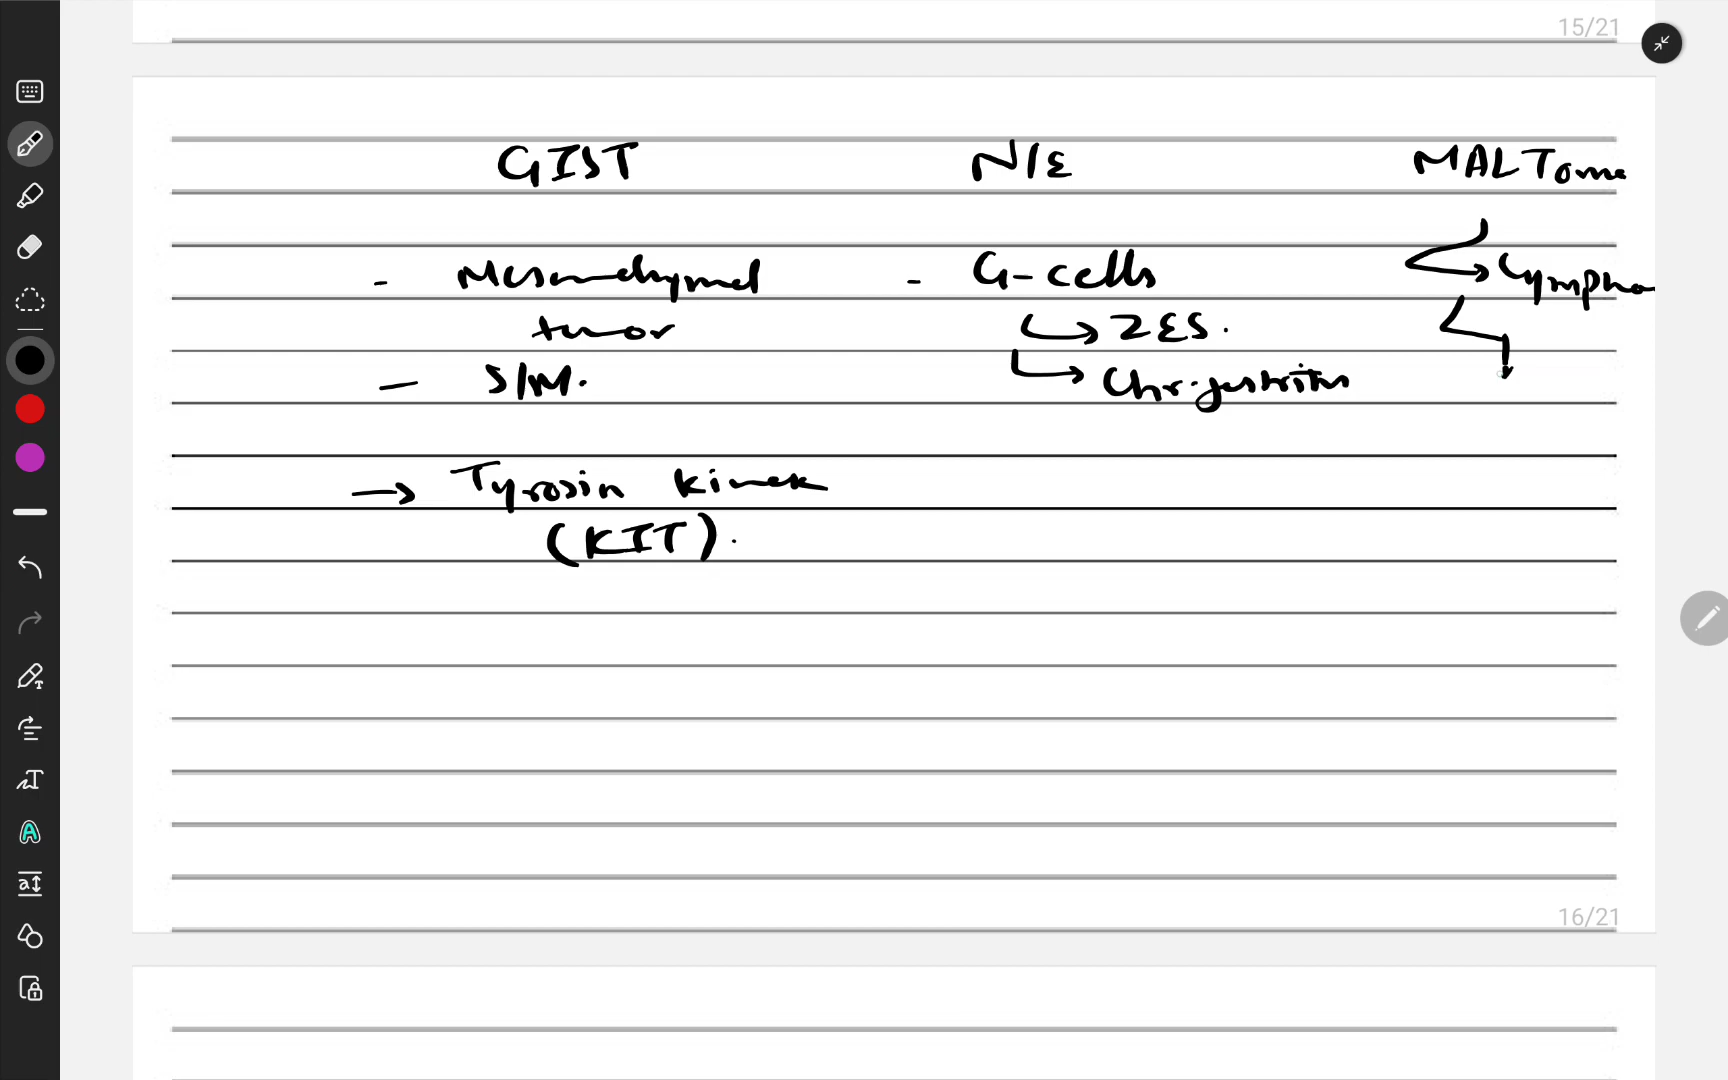 15/21
GIST N/E MALToma
- Mesenchymal - G-cells → Lympho
tumor → ZES.
- S/M. → Chr. gastritis
→ Tyrosin kinase
(KIT).
16/21